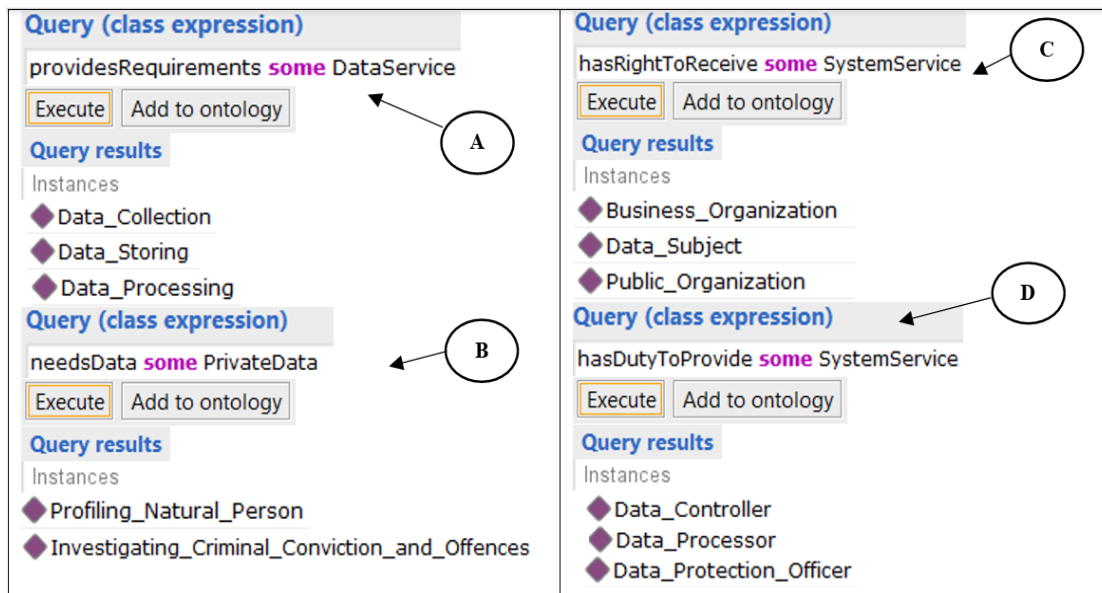 Query (class expression)
providesRequirements some DataService
Execute Add to ontology
A
Query results
Instances
Data_Collection
Data_Storing
Data_Processing
Query (class expression)
needsData some PrivateData
B
Execute Add to ontology
Query results
Instances
Profiling_Natural_Person
Investigating_Criminal_Conviction_and_Offences
Query (class expression)
C
hasRightToReceive some SystemService
Execute Add to ontology
Query results
Instances
Business_Organization
Data_Subject
Public_Organization
D
Query (class expression)
hasDutyToProvide some SystemService
Execute Add to ontology
Query results
Instances
Data_Controller
Data_Processor
Data_Protection_Officer